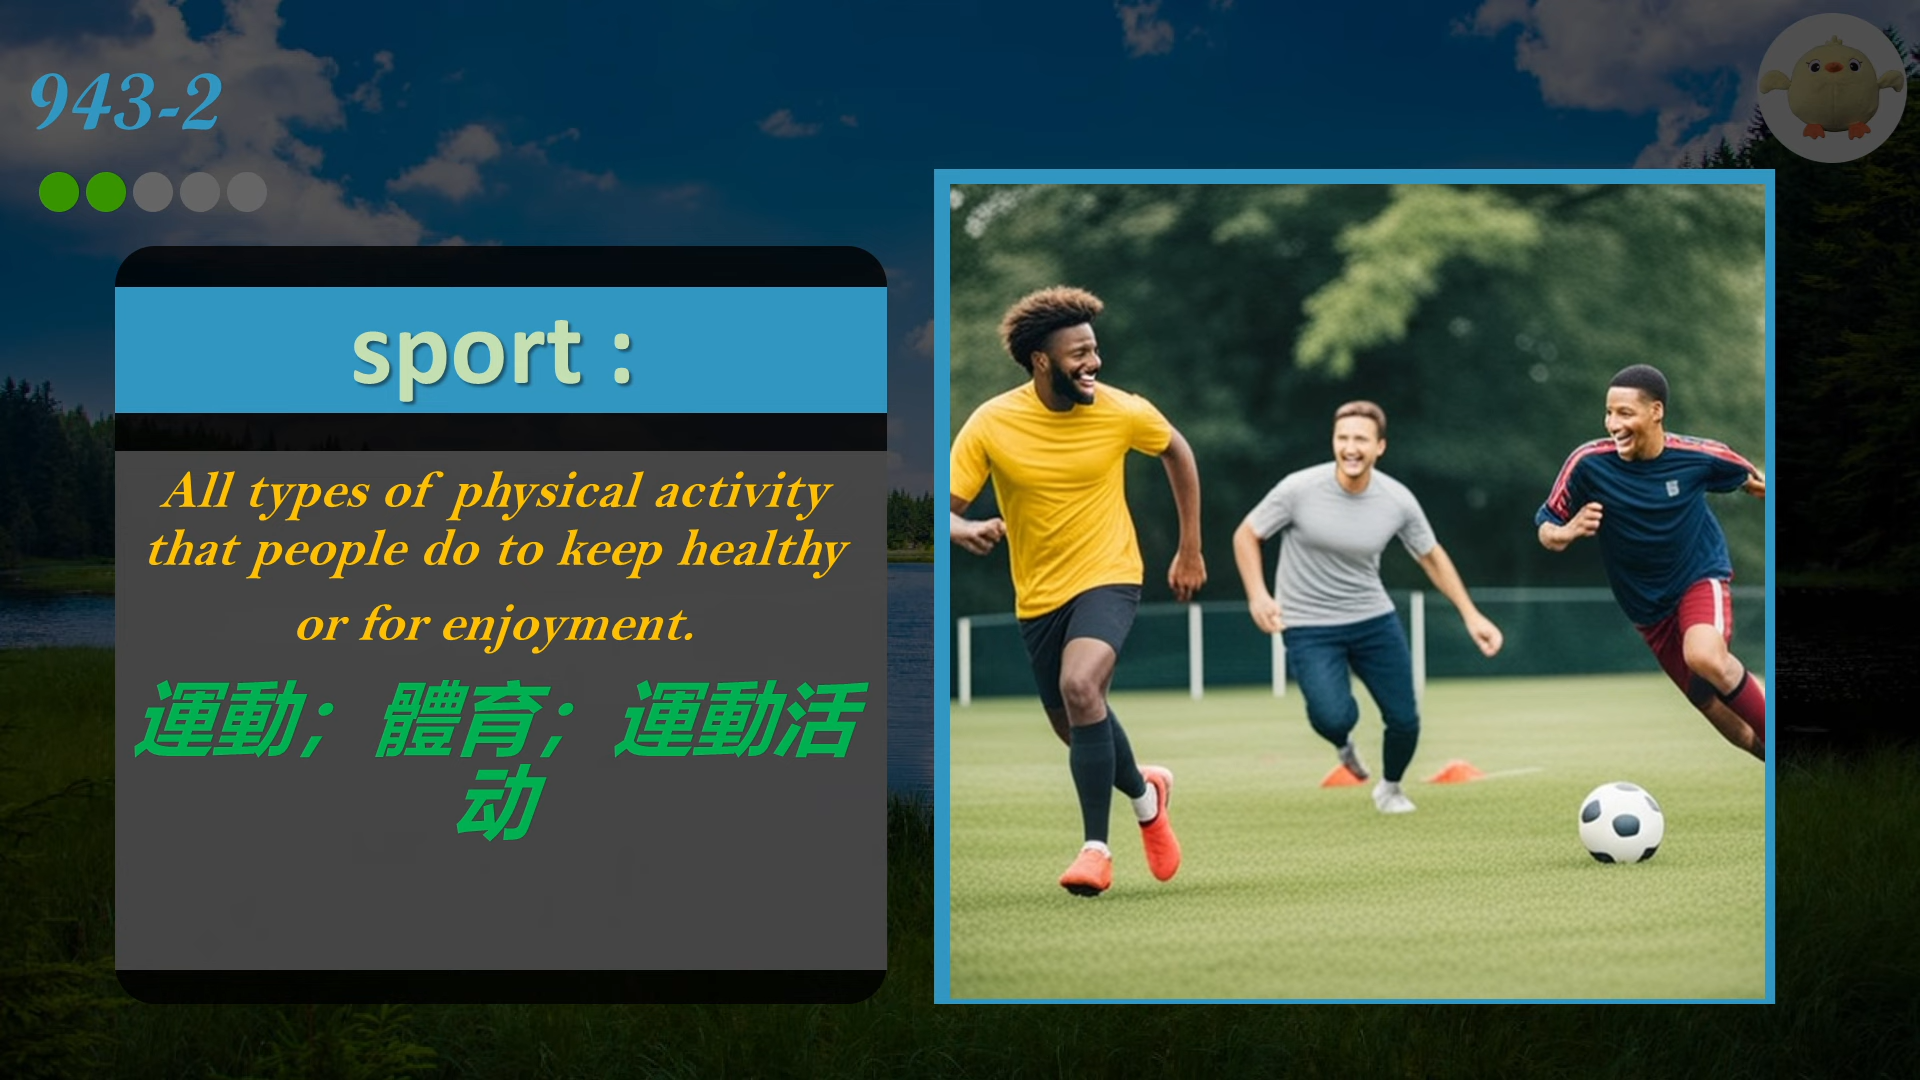 943-2
sport :
All types of physical activity
that people do to keep healthy
or for enjoyment.
運動；體育；運動活
动